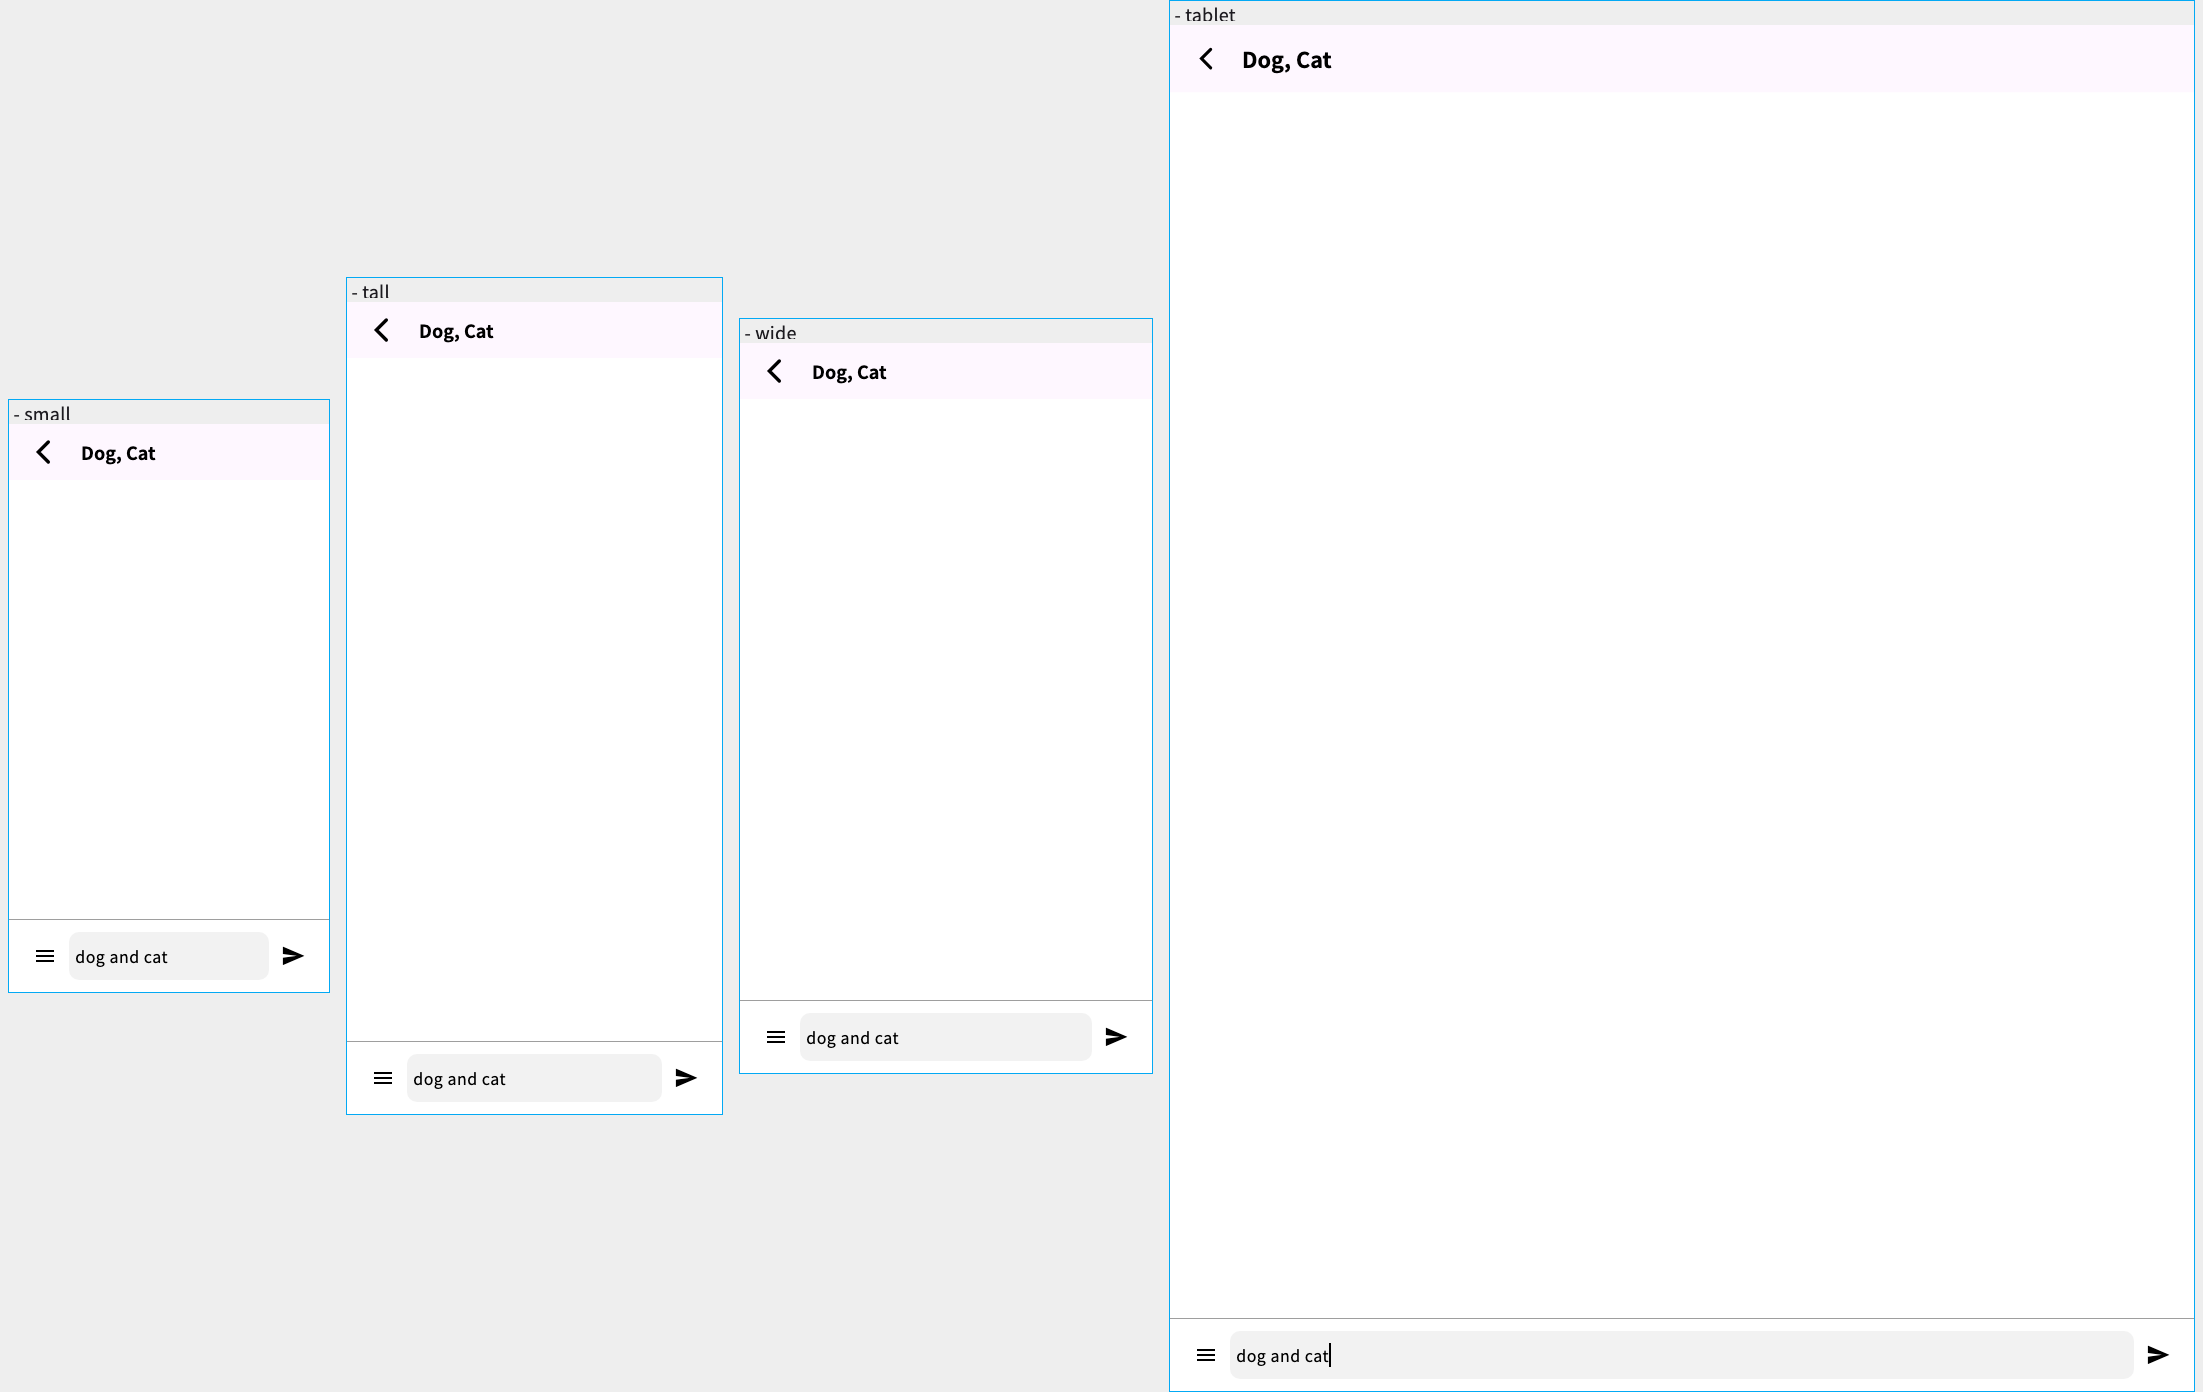 - small
Dog, Cat
dog and cat
- tall
Dog, Cat
dog and cat
- wide
Dog, Cat
dog and cat
- tablet
Dog, Cat
dog and cat